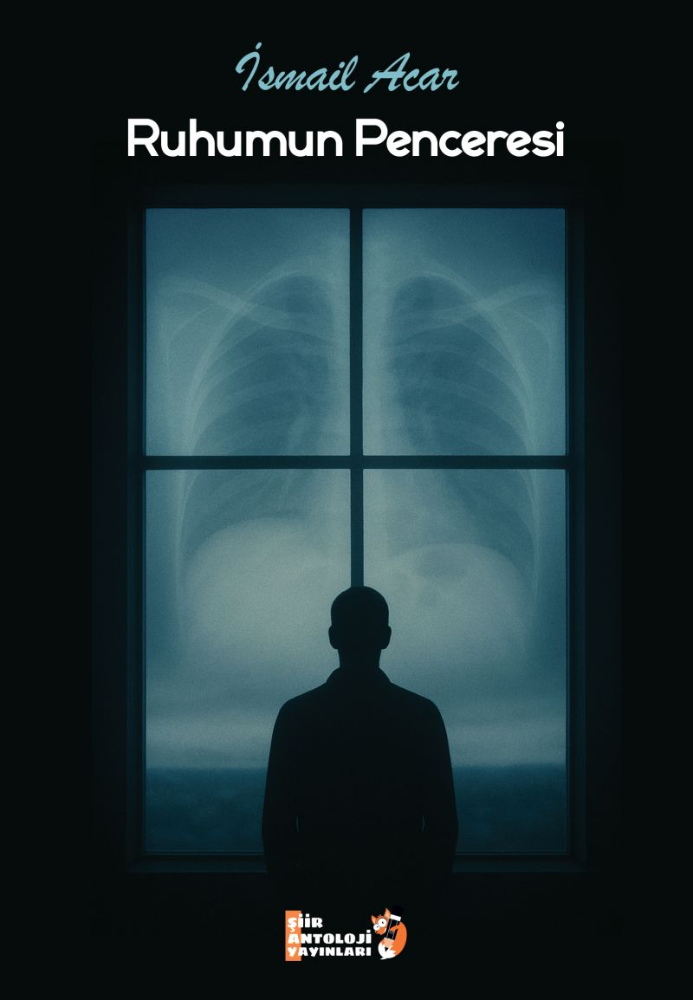 İsmail Acar
Ruhumun Penceresi
ŞİİR
ANTOLOJİ
YAYINLARI